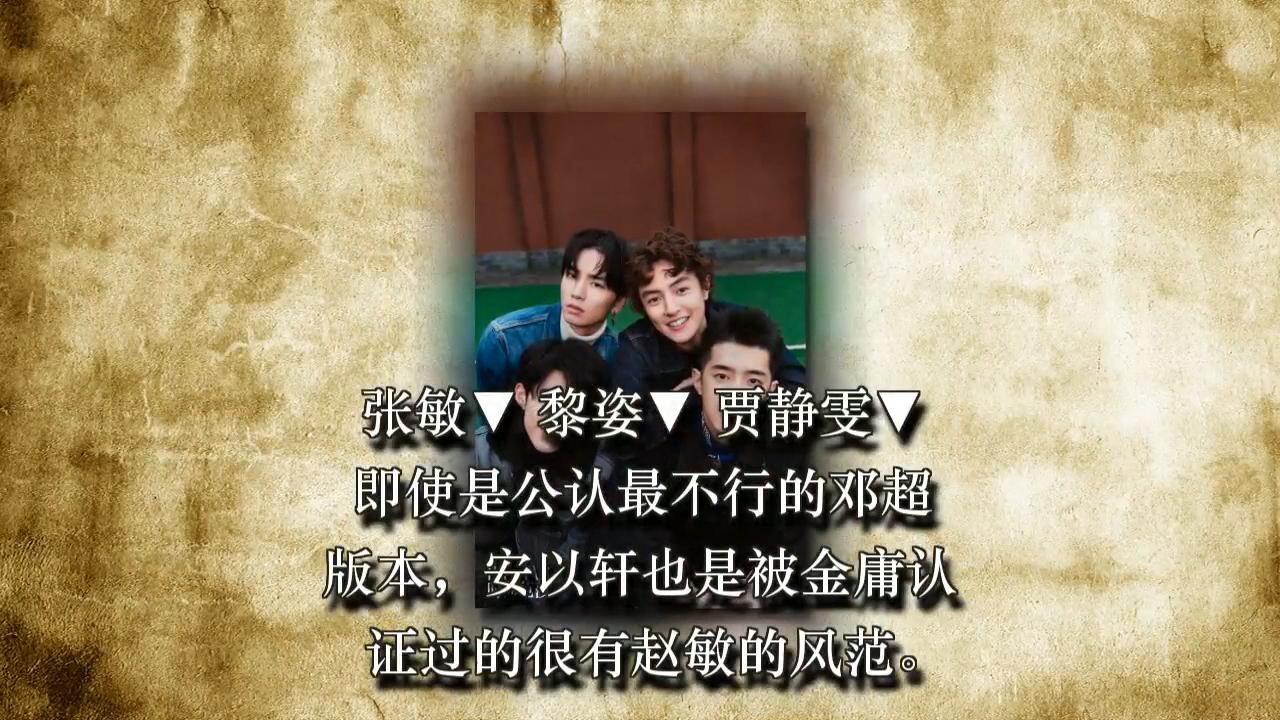 张敏▼ 黎姿▼ 贾静雯▼
即使是公认最不行的邓超
版本，安以轩也是被金庸认
证过的很有赵敏的风范。